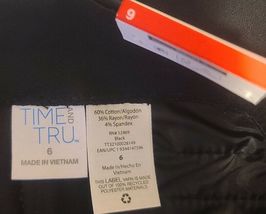 9
TIME
AND
TRU
6
MADE IN VIETNAM
60% Cotton/Algodón
36% Rayon/Rayón
4% Spandex
Black
6
Made in/Hecho En
Vietnam
THIS LABEL WAS MADE
OUT OF 100% RECYCLED
POLYESTER MATERIALS